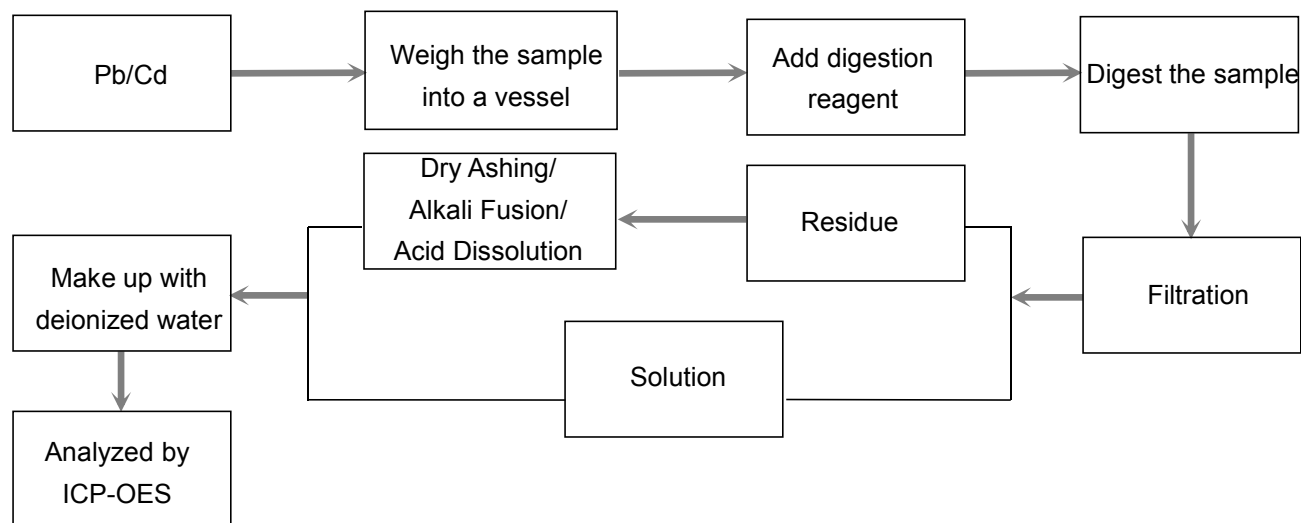 Pb/Cd
Weigh the sample
into a vessel
Add digestion
reagent
Digest the sample
Dry Ashing/
Alkali Fusion/
Acid Dissolution
Residue
Filtration
Make up with
deionized water
Solution
Analyzed by
ICP-OES